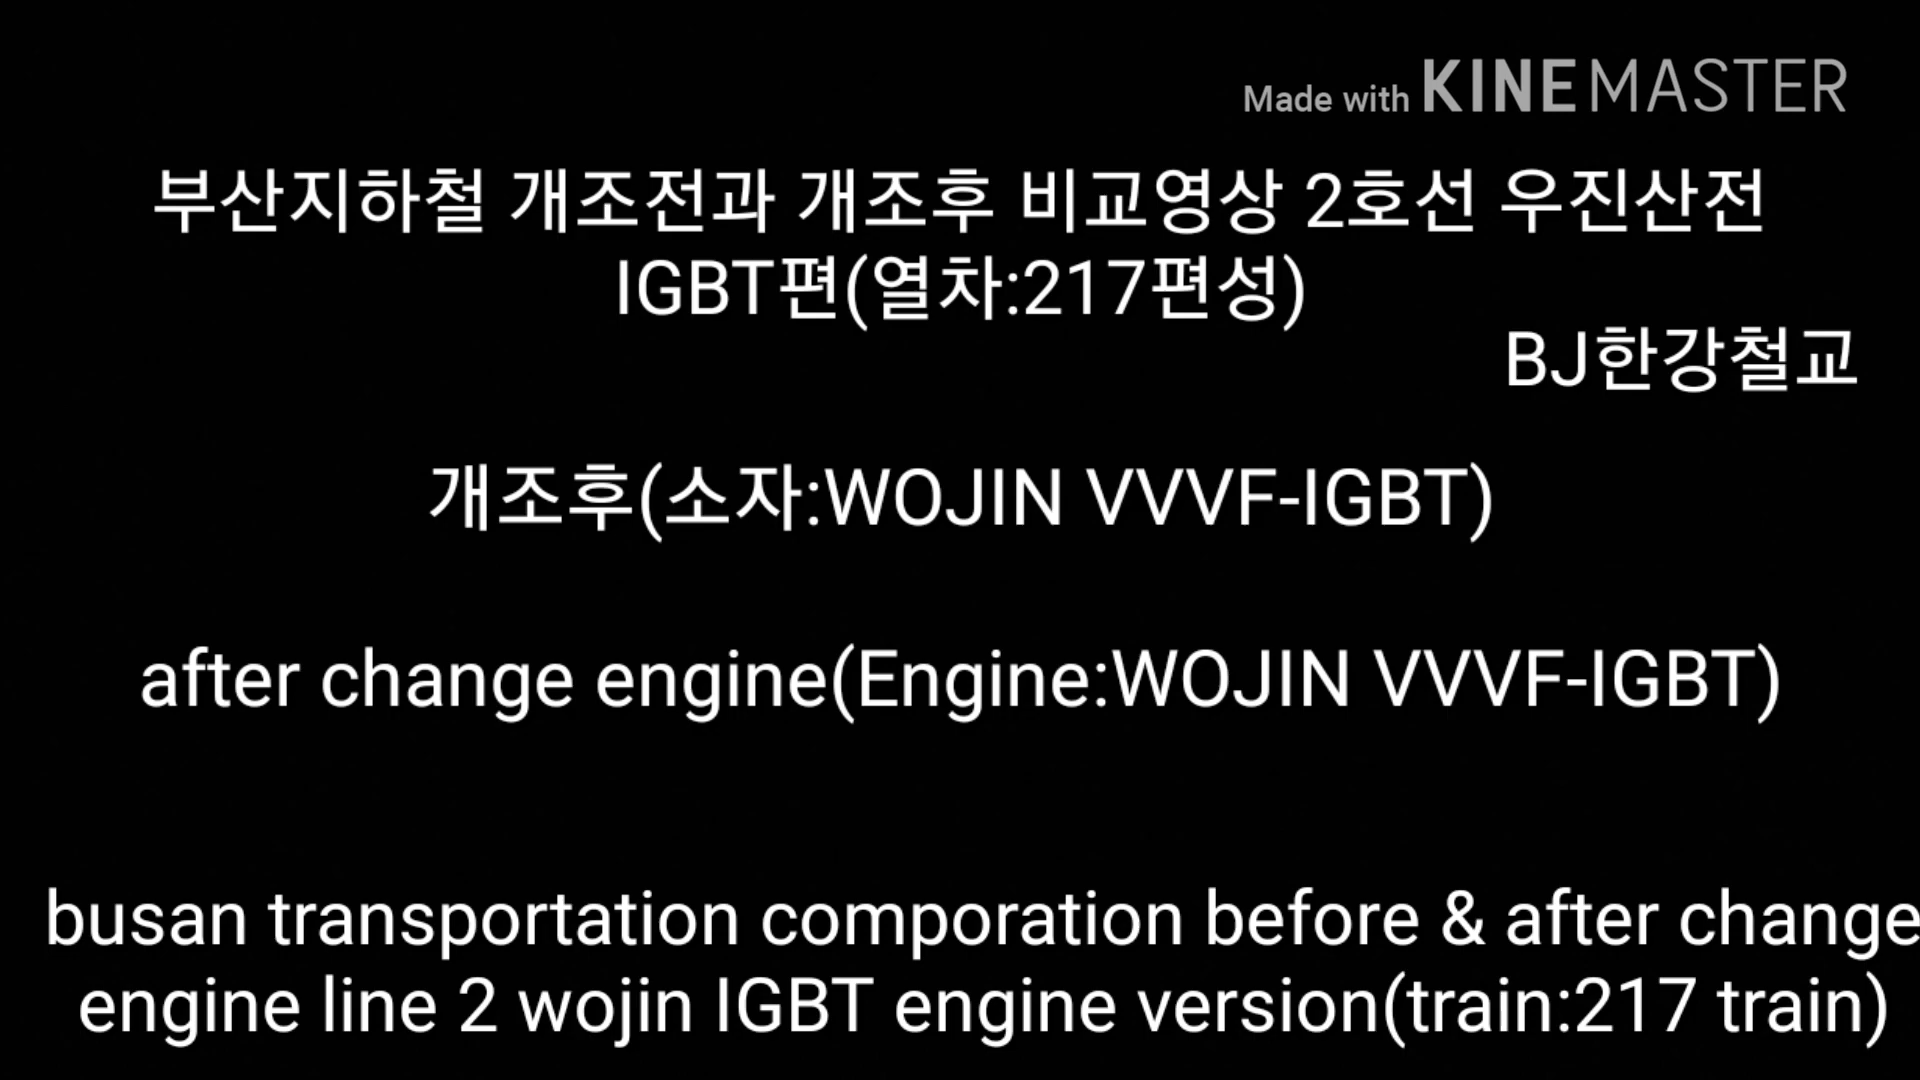 Made with KINEMASTER
부산지하철 개조전과 개조후 비교영상 2호선 우진산전
IGBT편(열차:217편성)
BJ한강철교
개조후(소자:WOJIN VVVF-IGBT)
after change engine(Engine:WOJIN VVVF-IGBT)
busan transportation comporation before & after change
engine line 2 wojin IGBT engine version(train:217 train)